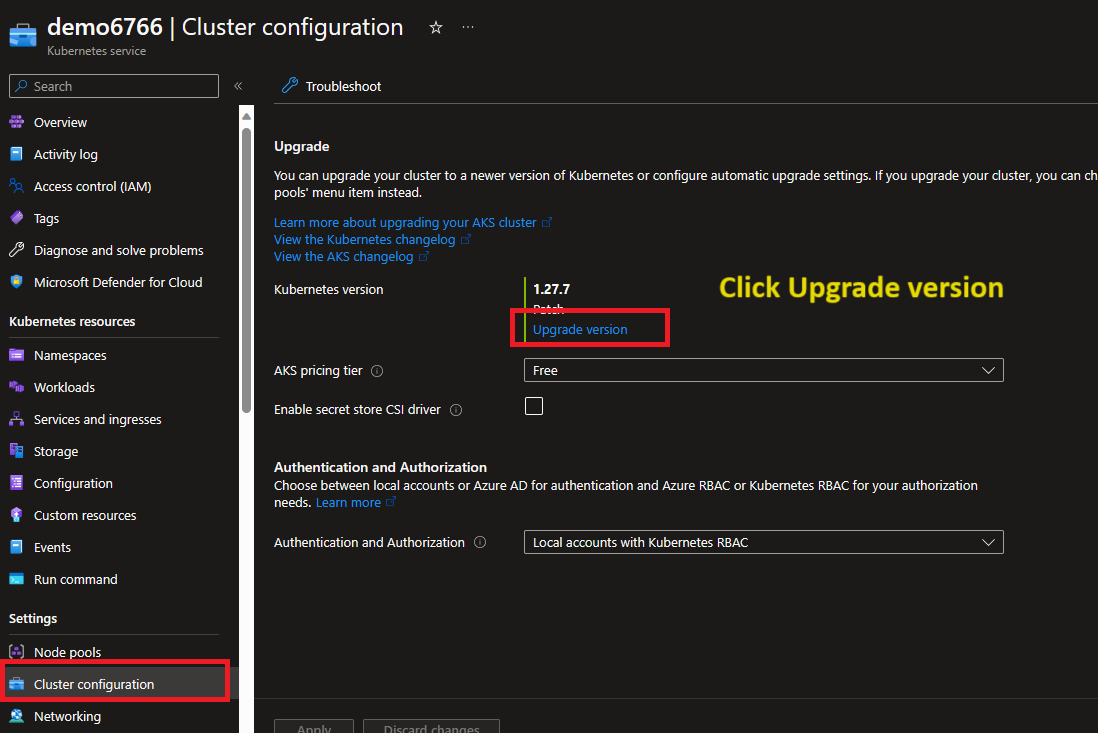 demo6766 | Cluster configuration
Kubernetes service
Search
Troubleshoot
Overview
Activity log
Access control (IAM)
Tags
Diagnose and solve problems
Microsoft Defender for Cloud
Kubernetes resources
Namespaces
Workloads
Services and ingresses
Storage
Configuration
Custom resources
Events
Run command
Settings
Node pools
Cluster configuration
Networking
Upgrade
You can upgrade your cluster to a newer version of Kubernetes or configure automatic upgrade settings. If you upgrade your cluster, you can ch
pools' menu item instead.
Learn more about upgrading your AKS cluster
View the Kubernetes changelog
View the AKS changelog
Kubernetes version
1.27.7
Patch
Upgrade version
Click Upgrade version
AKS pricing tier
Free
Enable secret store CSI driver
Authentication and Authorization
Choose between local accounts or Azure AD for authentication and Azure RBAC or Kubernetes RBAC for your authorization
needs. Learn more
Authentication and Authorization
Local accounts with Kubernetes RBAC
Apply
Discard changes